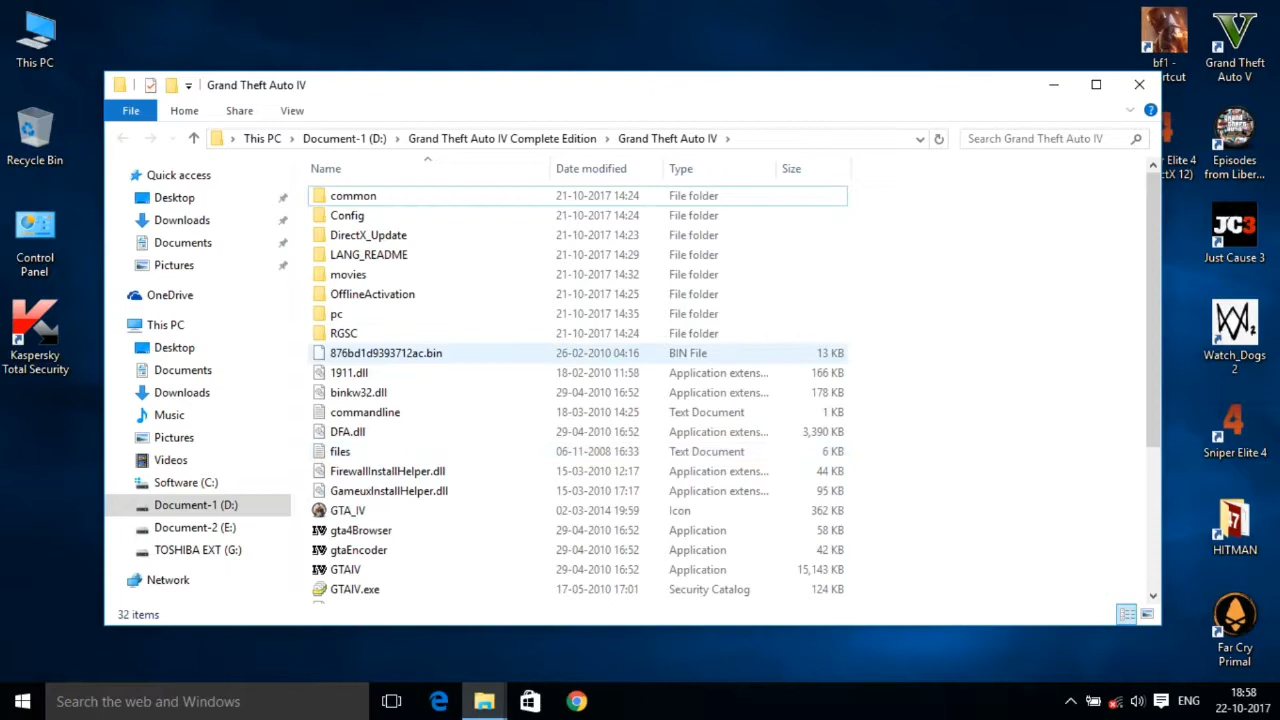 This PC
Recycle Bin
Control
Panel
Kaspersky
Total Security
Grand Theft Auto IV
File Home Share View
This PC Document-1 (D:) Grand Theft Auto IV Complete Edition Grand Theft Auto IV
Search Grand Theft Auto IV
Quick access
Desktop
Downloads
Documents
Pictures
OneDrive
This PC
Desktop
Documents
Downloads
Music
Pictures
Videos
Software (C:)
Document-1 (D:)
Document-2 (E:)
TOSHIBA EXT (G:)
Network
Name Date modified Type Size
common 21-10-2017 14:24 File folder
Config 21-10-2017 14:24 File folder
DirectX_Update 21-10-2017 14:23 File folder
LANG_README 21-10-2017 14:29 File folder
movies 21-10-2017 14:32 File folder
OfflineActivation 21-10-2017 14:25 File folder
pc 21-10-2017 14:35 File folder
RGSC 21-10-2017 14:24 File folder
876bd1d9393712ac.bin 26-02-2010 04:16 BIN File 13 KB
1911.dll 18-02-2010 11:58 Application extens... 166 KB
binkw32.dll 29-04-2010 16:52 Application extens... 178 KB
commandline 18-03-2010 14:25 Text Document 1 KB
DFA.dll 29-04-2010 16:52 Application extens... 3,390 KB
files 06-11-2008 16:33 Text Document 6 KB
FirewallInstallHelper.dll 15-03-2010 12:17 Application extens... 44 KB
GameuxInstallHelper.dll 15-03-2010 17:17 Application extens... 95 KB
GTA_IV 02-03-2014 19:59 Icon 362 KB
gta4Browser 29-04-2010 16:52 Application 58 KB
gtaEncoder 29-04-2010 16:52 Application 42 KB
GTAIV 29-04-2010 16:52 Application 15,143 KB
GTAIV.exe 17-05-2010 17:01 Security Catalog 124 KB
32 items
bf1 -
rtcut
Grand Theft
Auto V
4
r Elite 4
ctX 12)
Episodes
from Liber...
JC3
Just Cause 3
Watch_Dogs
2
4
Sniper Elite 4
HITMAN
Far Cry
Primal
Search the web and Windows
ENG
18:58
22-10-2017